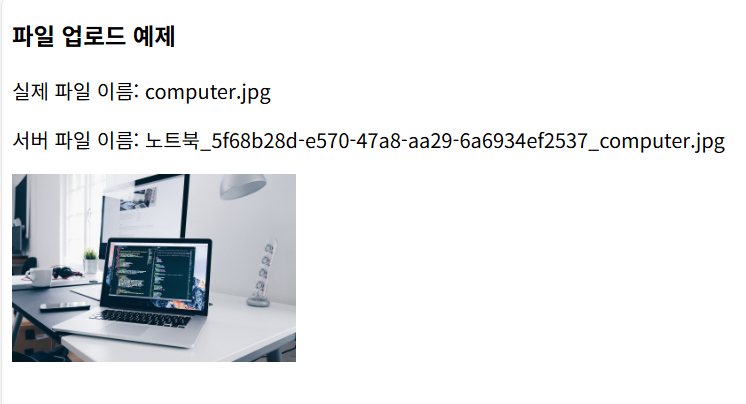 파일 업로드 예제
실제 파일 이름: computer.jpg
서버 파일 이름: 노트북_5f68b28d-e570-47a8-aa29-6a6934ef2537_computer.jpg